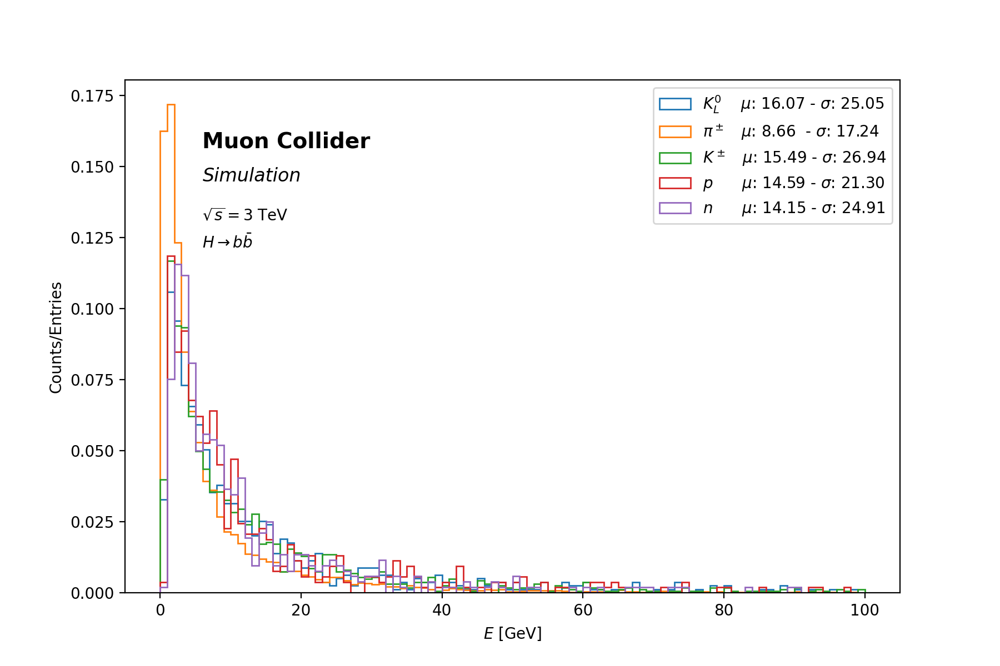 Muon Collider
Simulation
√s = 3 TeV
H → bb̄
K⁰_L μ: 16.07 - σ: 25.05
π± μ: 8.66 - σ: 17.24
K± μ: 15.49 - σ: 26.94
p μ: 14.59 - σ: 21.30
n μ: 14.15 - σ: 24.91
Counts/Entries
0.175
0.150
0.125
0.100
0.075
0.050
0.025
0.000
0 20 40 60 80 100
E [GeV]